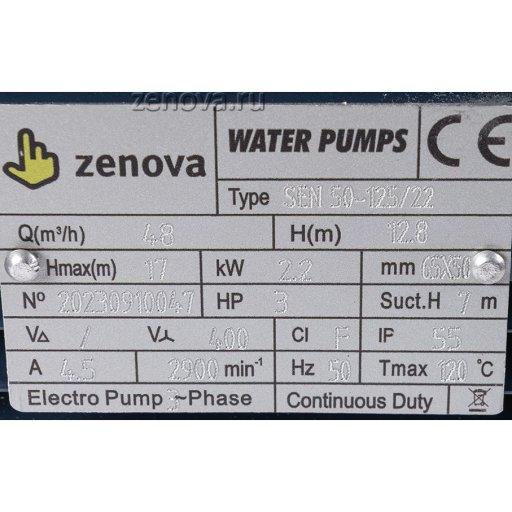 zenova.ru
zenova
WATER PUMPS
CE
Type SEN 50-125/22
Q(m³/h) 48 H(m) 12.8
Hmax(m) 17 kW 2.2 mm 65X50
Nº 20230910047 HP 3 Suct.H 7 m
V△ / V⅄ 400 Cl F IP 55
A 4.5 2900 min⁻¹ Hz 50 Tmax 120 °C
Electro Pump 3~Phase Continuous Duty